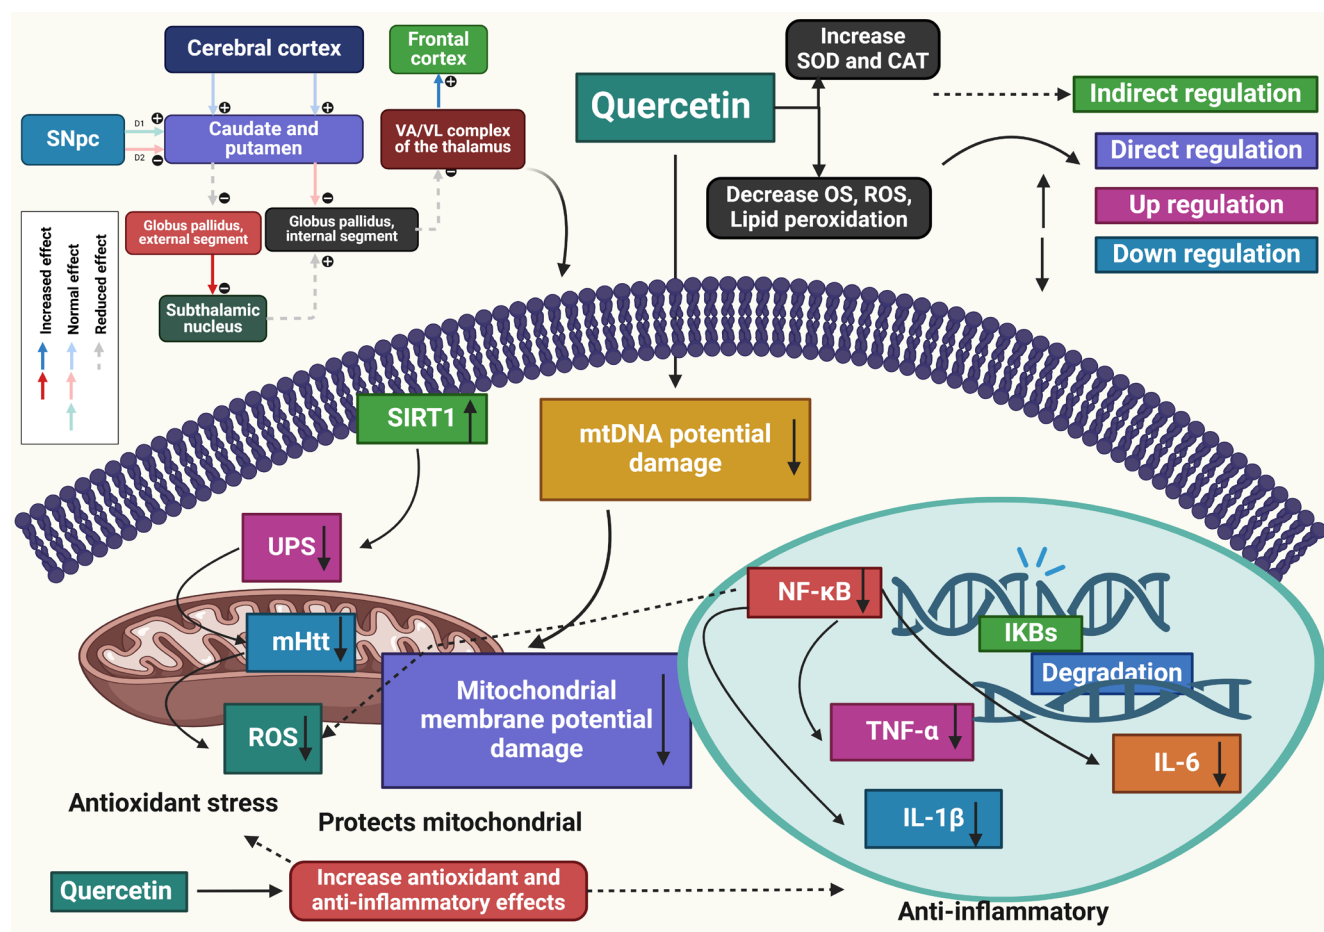 Cerebral cortex
Frontal
cortex
Increase
SOD and CAT
Quercetin
Indirect regulation
SNpc
D1
D2
+
−
+
+
Caudate and
putamen
+
VA/VL complex
of the thalamus
−
Direct regulation
Decrease OS, ROS,
Lipid peroxidation
Up regulation
Down regulation
−
−
Globus pallidus,
external segment
Globus pallidus,
internal segment
−
+
Subthalamic
nucleus
Increased effect
Normal effect
Reduced effect
SIRT1
mtDNA potential
damage
UPS
mHtt
ROS
Mitochondrial
membrane potential
damage
NF-κB
IKBs
Degradation
TNF-α
IL-6
IL-1β
Antioxidant stress
Protects mitochondrial
Quercetin
Increase antioxidant and
anti-inflammatory effects
Anti-inflammatory